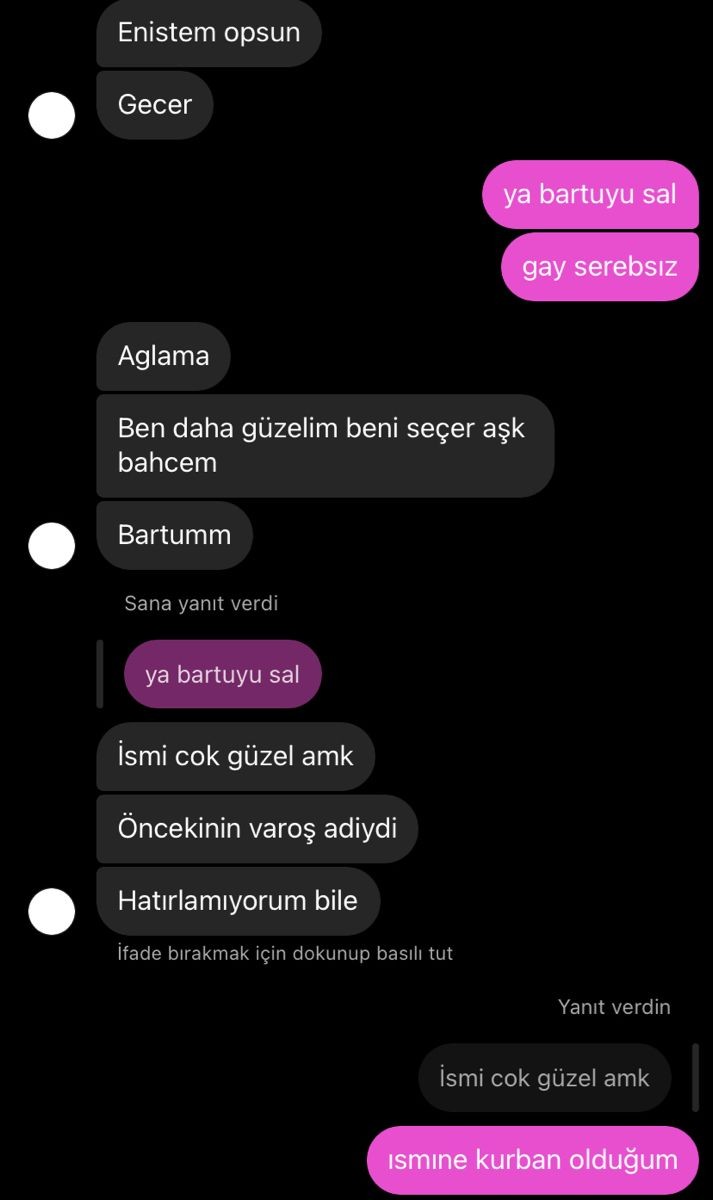 Enistem opsun
Gecer
ya bartuyu sal
gay serebsız
Aglama
Ben daha güzelim beni seçer aşk
bahcem
Bartumm
Sana yanıt verdi
ya bartuyu sal
İsmi cok güzel amk
Öncekinin varoş adiydi
Hatırlamıyorum bile
İfade bırakmak için dokunup basılı tut
Yanıt verdin
İsmi cok güzel amk
ısmıne kurban olduğum